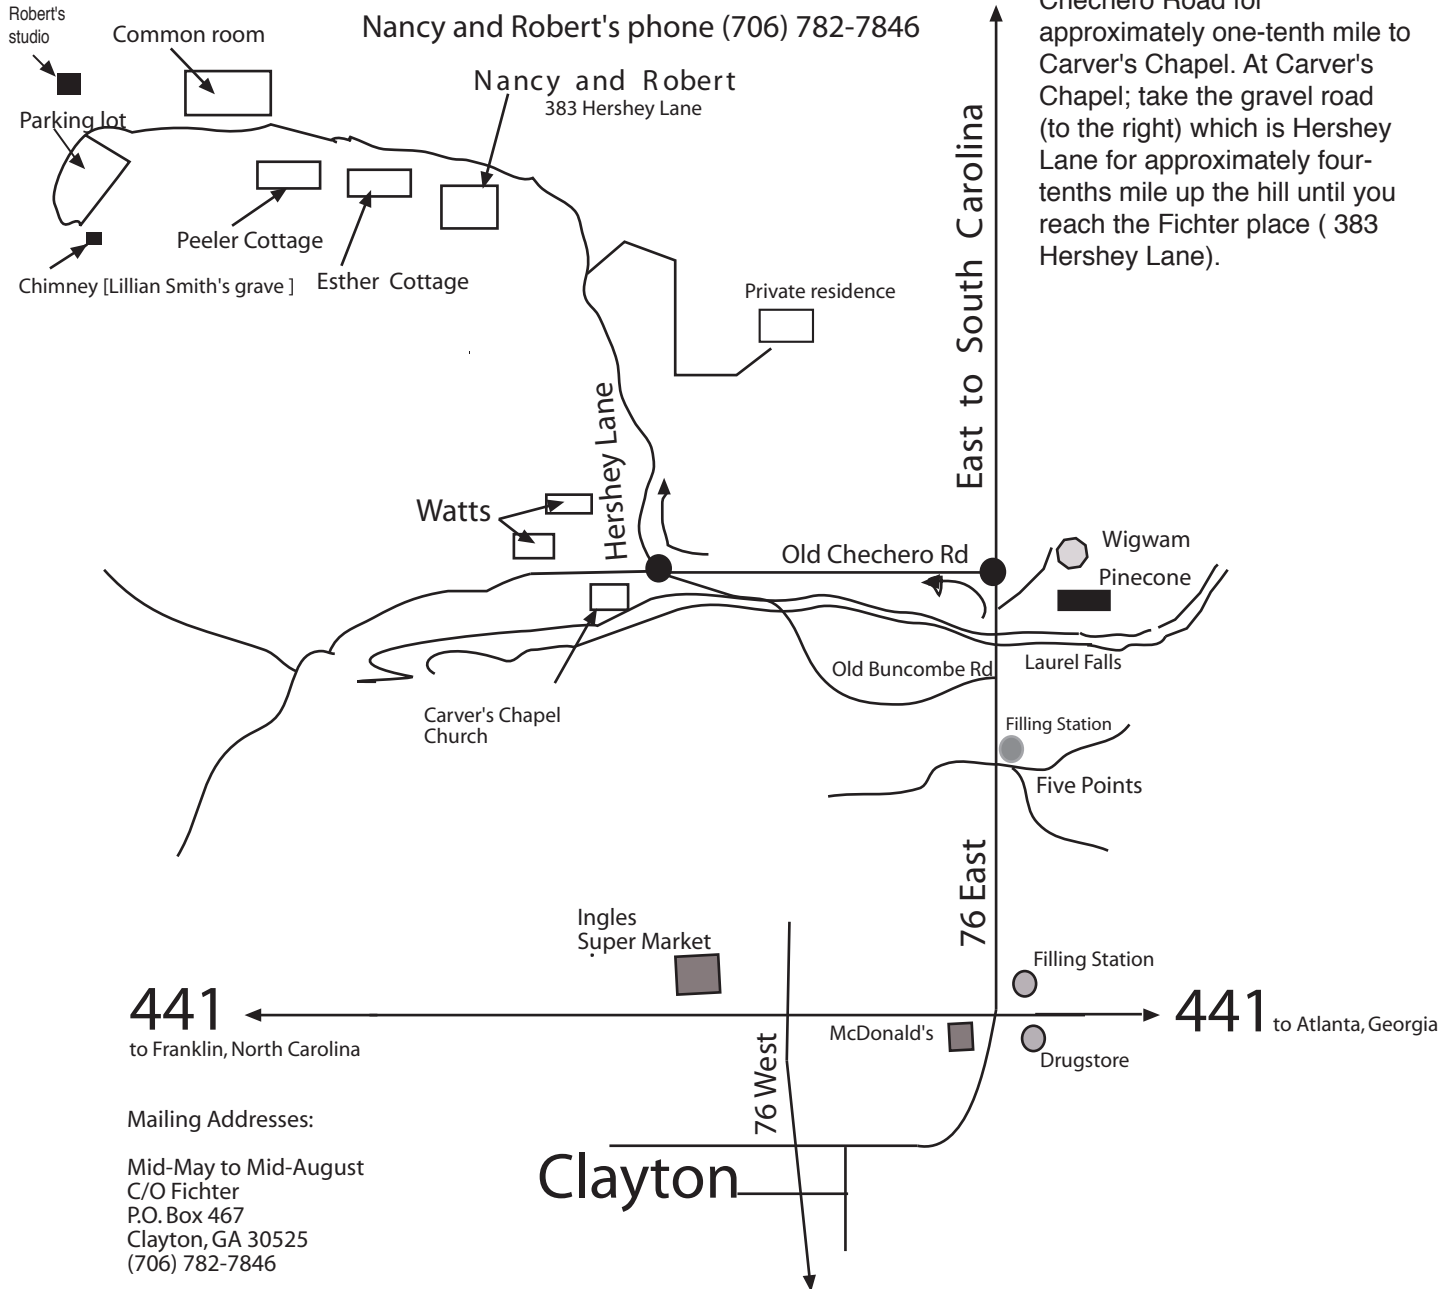 Robert's
studio
Common room
Nancy and Robert's phone (706) 782-7846
Nancy and Robert
383 Hershey Lane
Parking lot
Chechero Road for
approximately one-tenth mile to
Carver's Chapel. At Carver's
Chapel; take the gravel road
(to the right) which is Hershey
Lane for approximately four-
tenths mile up the hill until you
reach the Fichter place ( 383
Hershey Lane).
Peeler Cottage
Esther Cottage
Chimney [Lillian Smith's grave ]
Private residence
East to South Carolina
Hershey Lane
Watts
Old Chechero Rd
Wigwam
Pinecone
Laurel Falls
Old Buncombe Rd
Carver's Chapel
Church
Filling Station
Five Points
76 East
Ingles
Super Market
Filling Station
441
to Franklin, North Carolina
441 to Atlanta, Georgia
McDonald's
Drugstore
76 West
Clayton
Mailing Addresses:
Mid-May to Mid-August
C/O Fichter
P.O. Box 467
Clayton, GA 30525
(706) 782-7846